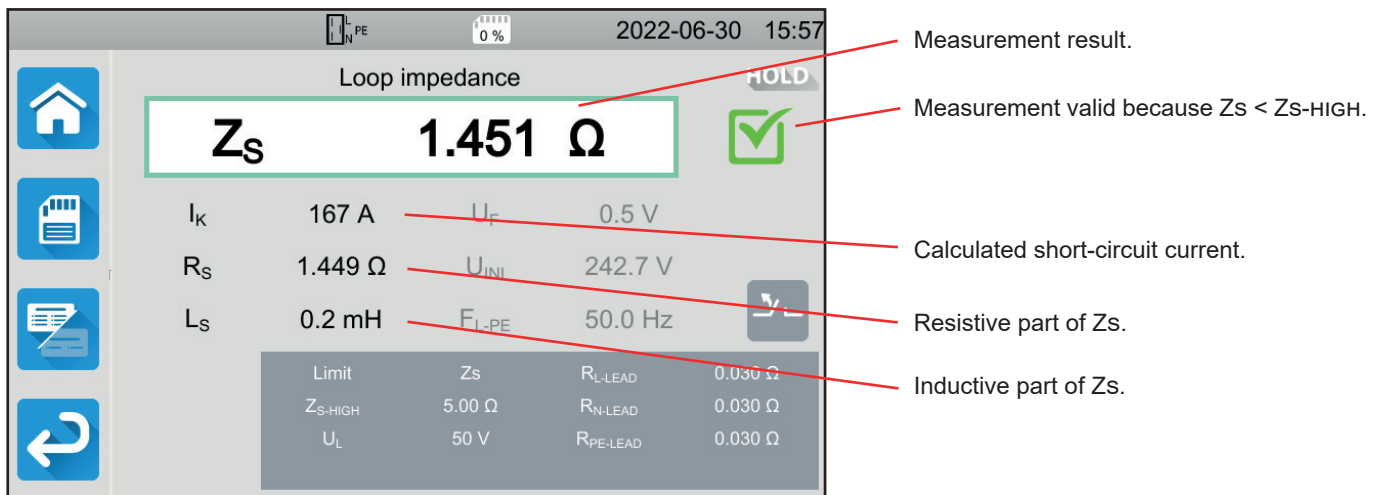 L
N PE
0 %
2022-06-30 15:57
Measurement result.
Loop impedance
HOLD
Measurement valid because Zs < Zs-HIGH.
ZS 1.451 Ω
IK 167 A UF 0.5 V
Calculated short-circuit current.
RS 1.449 Ω UINI 242.7 V
LS 0.2 mH FL-PE 50.0 Hz
Resistive part of Zs.
Limit Zs RL-LEAD 0.030 Ω
Inductive part of Zs.
ZS-HIGH 5.00 Ω RN-LEAD 0.030 Ω
UL 50 V RPE-LEAD 0.030 Ω